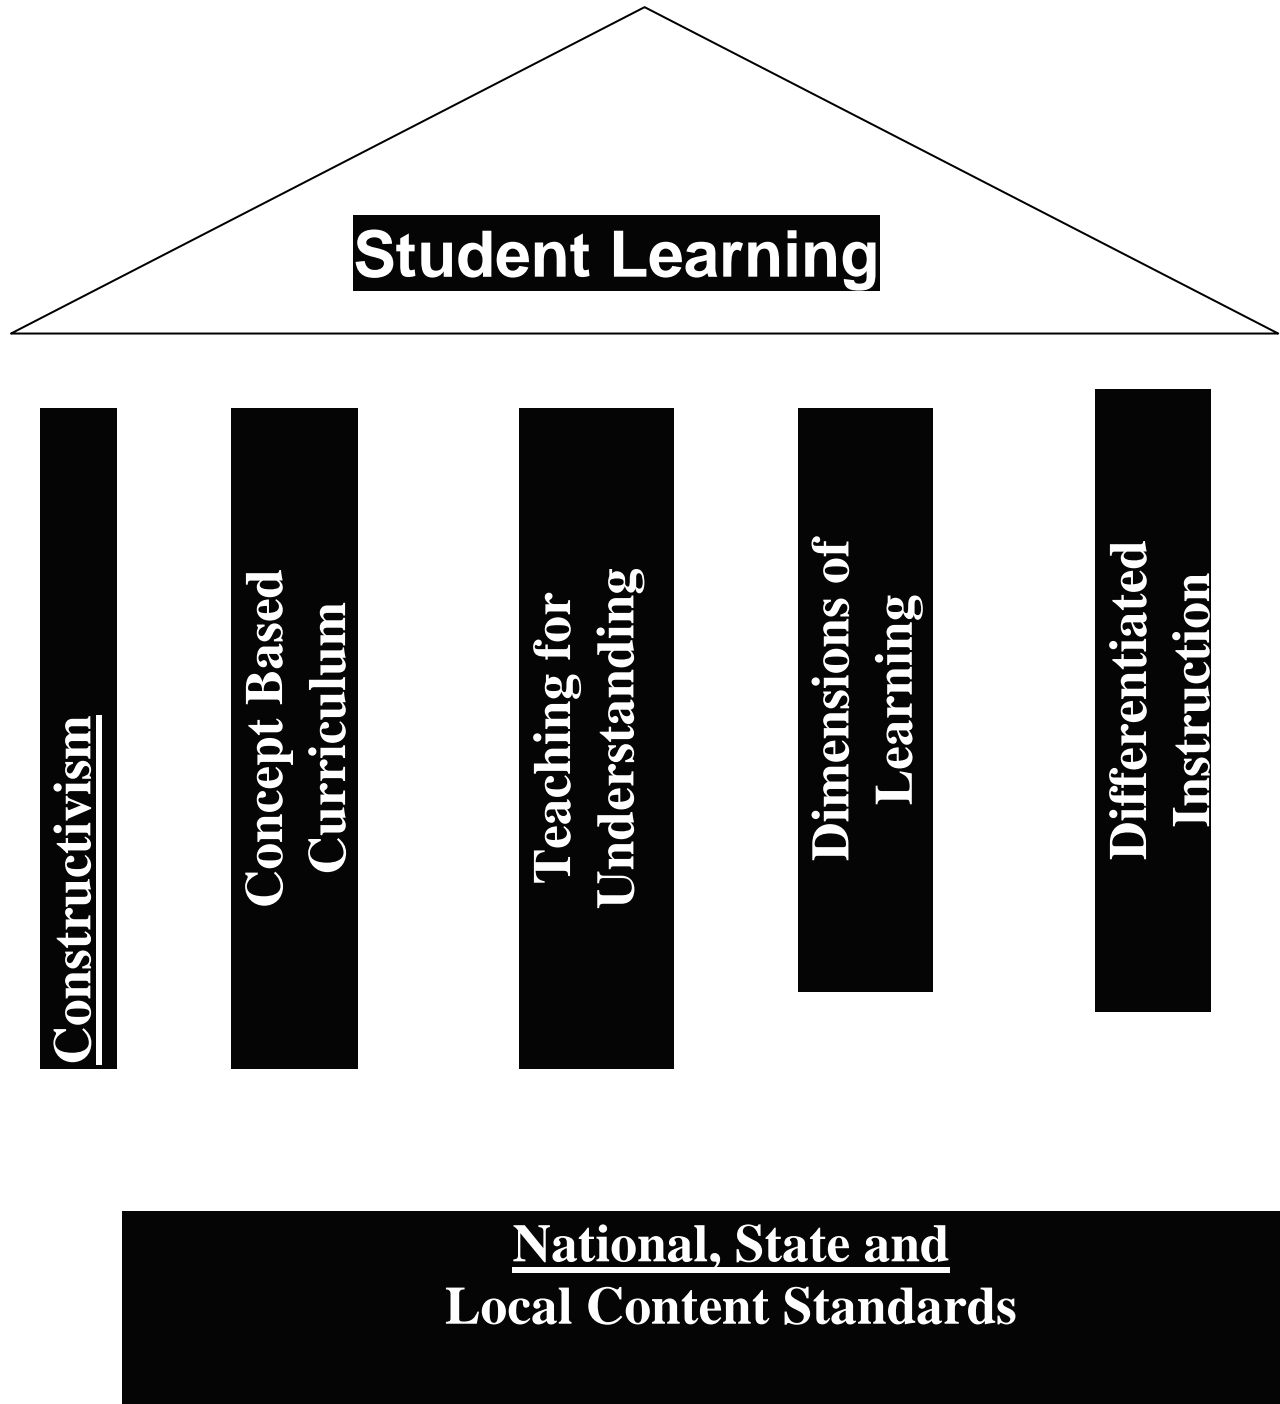 Student Learning
Constructivism
Concept Based
Curriculum
Teaching for
Understanding
Dimensions of
Learning
Differentiated
Instruction
National, State and
Local Content Standards